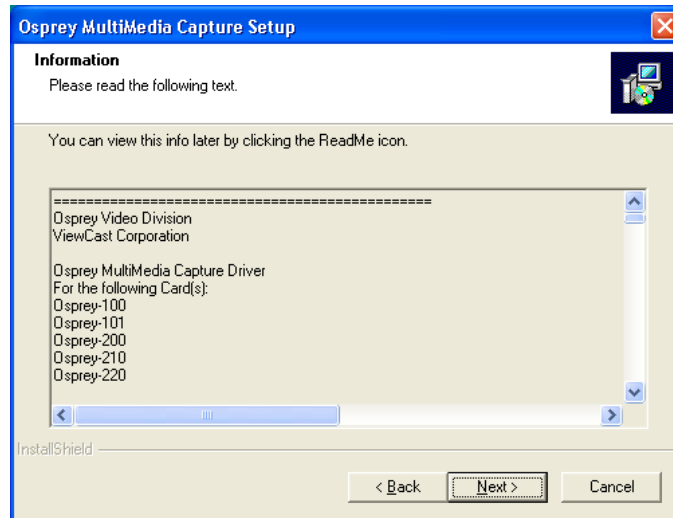 Osprey MultiMedia Capture Setup
Information
Please read the following text.
You can view this info later by clicking the ReadMe icon.
===============================================
Osprey Video Division
ViewCast Corporation
Osprey MultiMedia Capture Driver
For the following Card(s):
Osprey-100
Osprey-101
Osprey-200
Osprey-210
Osprey-220
InstallShield
< Back
Next >
Cancel